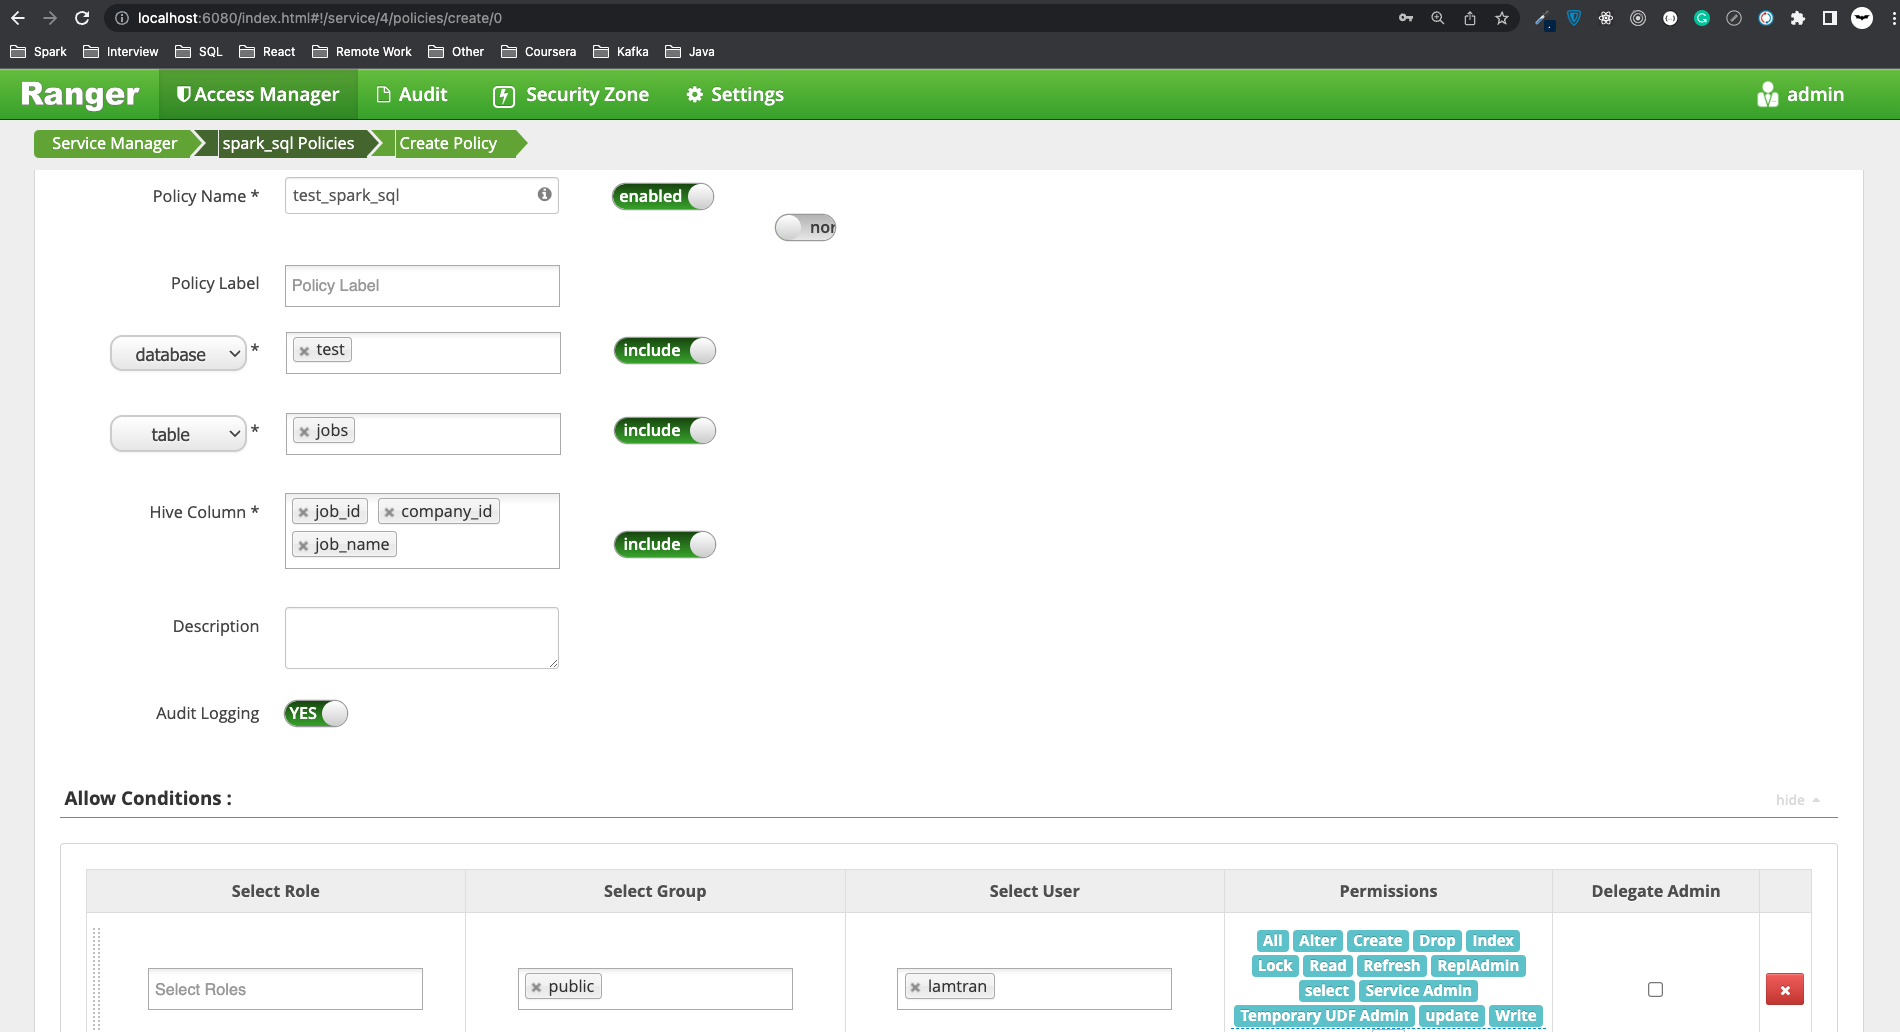 localhost:6080/index.html#!/service/4/policies/create/0
Spark Interview SQL React Remote Work Other Coursera Kafka Java
Ranger Access Manager Audit Security Zone Settings admin
Service Manager spark_sql Policies Create Policy
Policy Name * test_spark_sql enabled
nor
Policy Label Policy Label
database * test include
table * jobs include
Hive Column * job_id company_id
job_name include
Description
Audit Logging YES
Allow Conditions : hide
Select Role Select Group Select User Permissions Delegate Admin
All Alter Create Drop Index
Lock Read Refresh ReplAdmin
Select Roles public lamtran select Service Admin
Temporary UDF Admin update Write